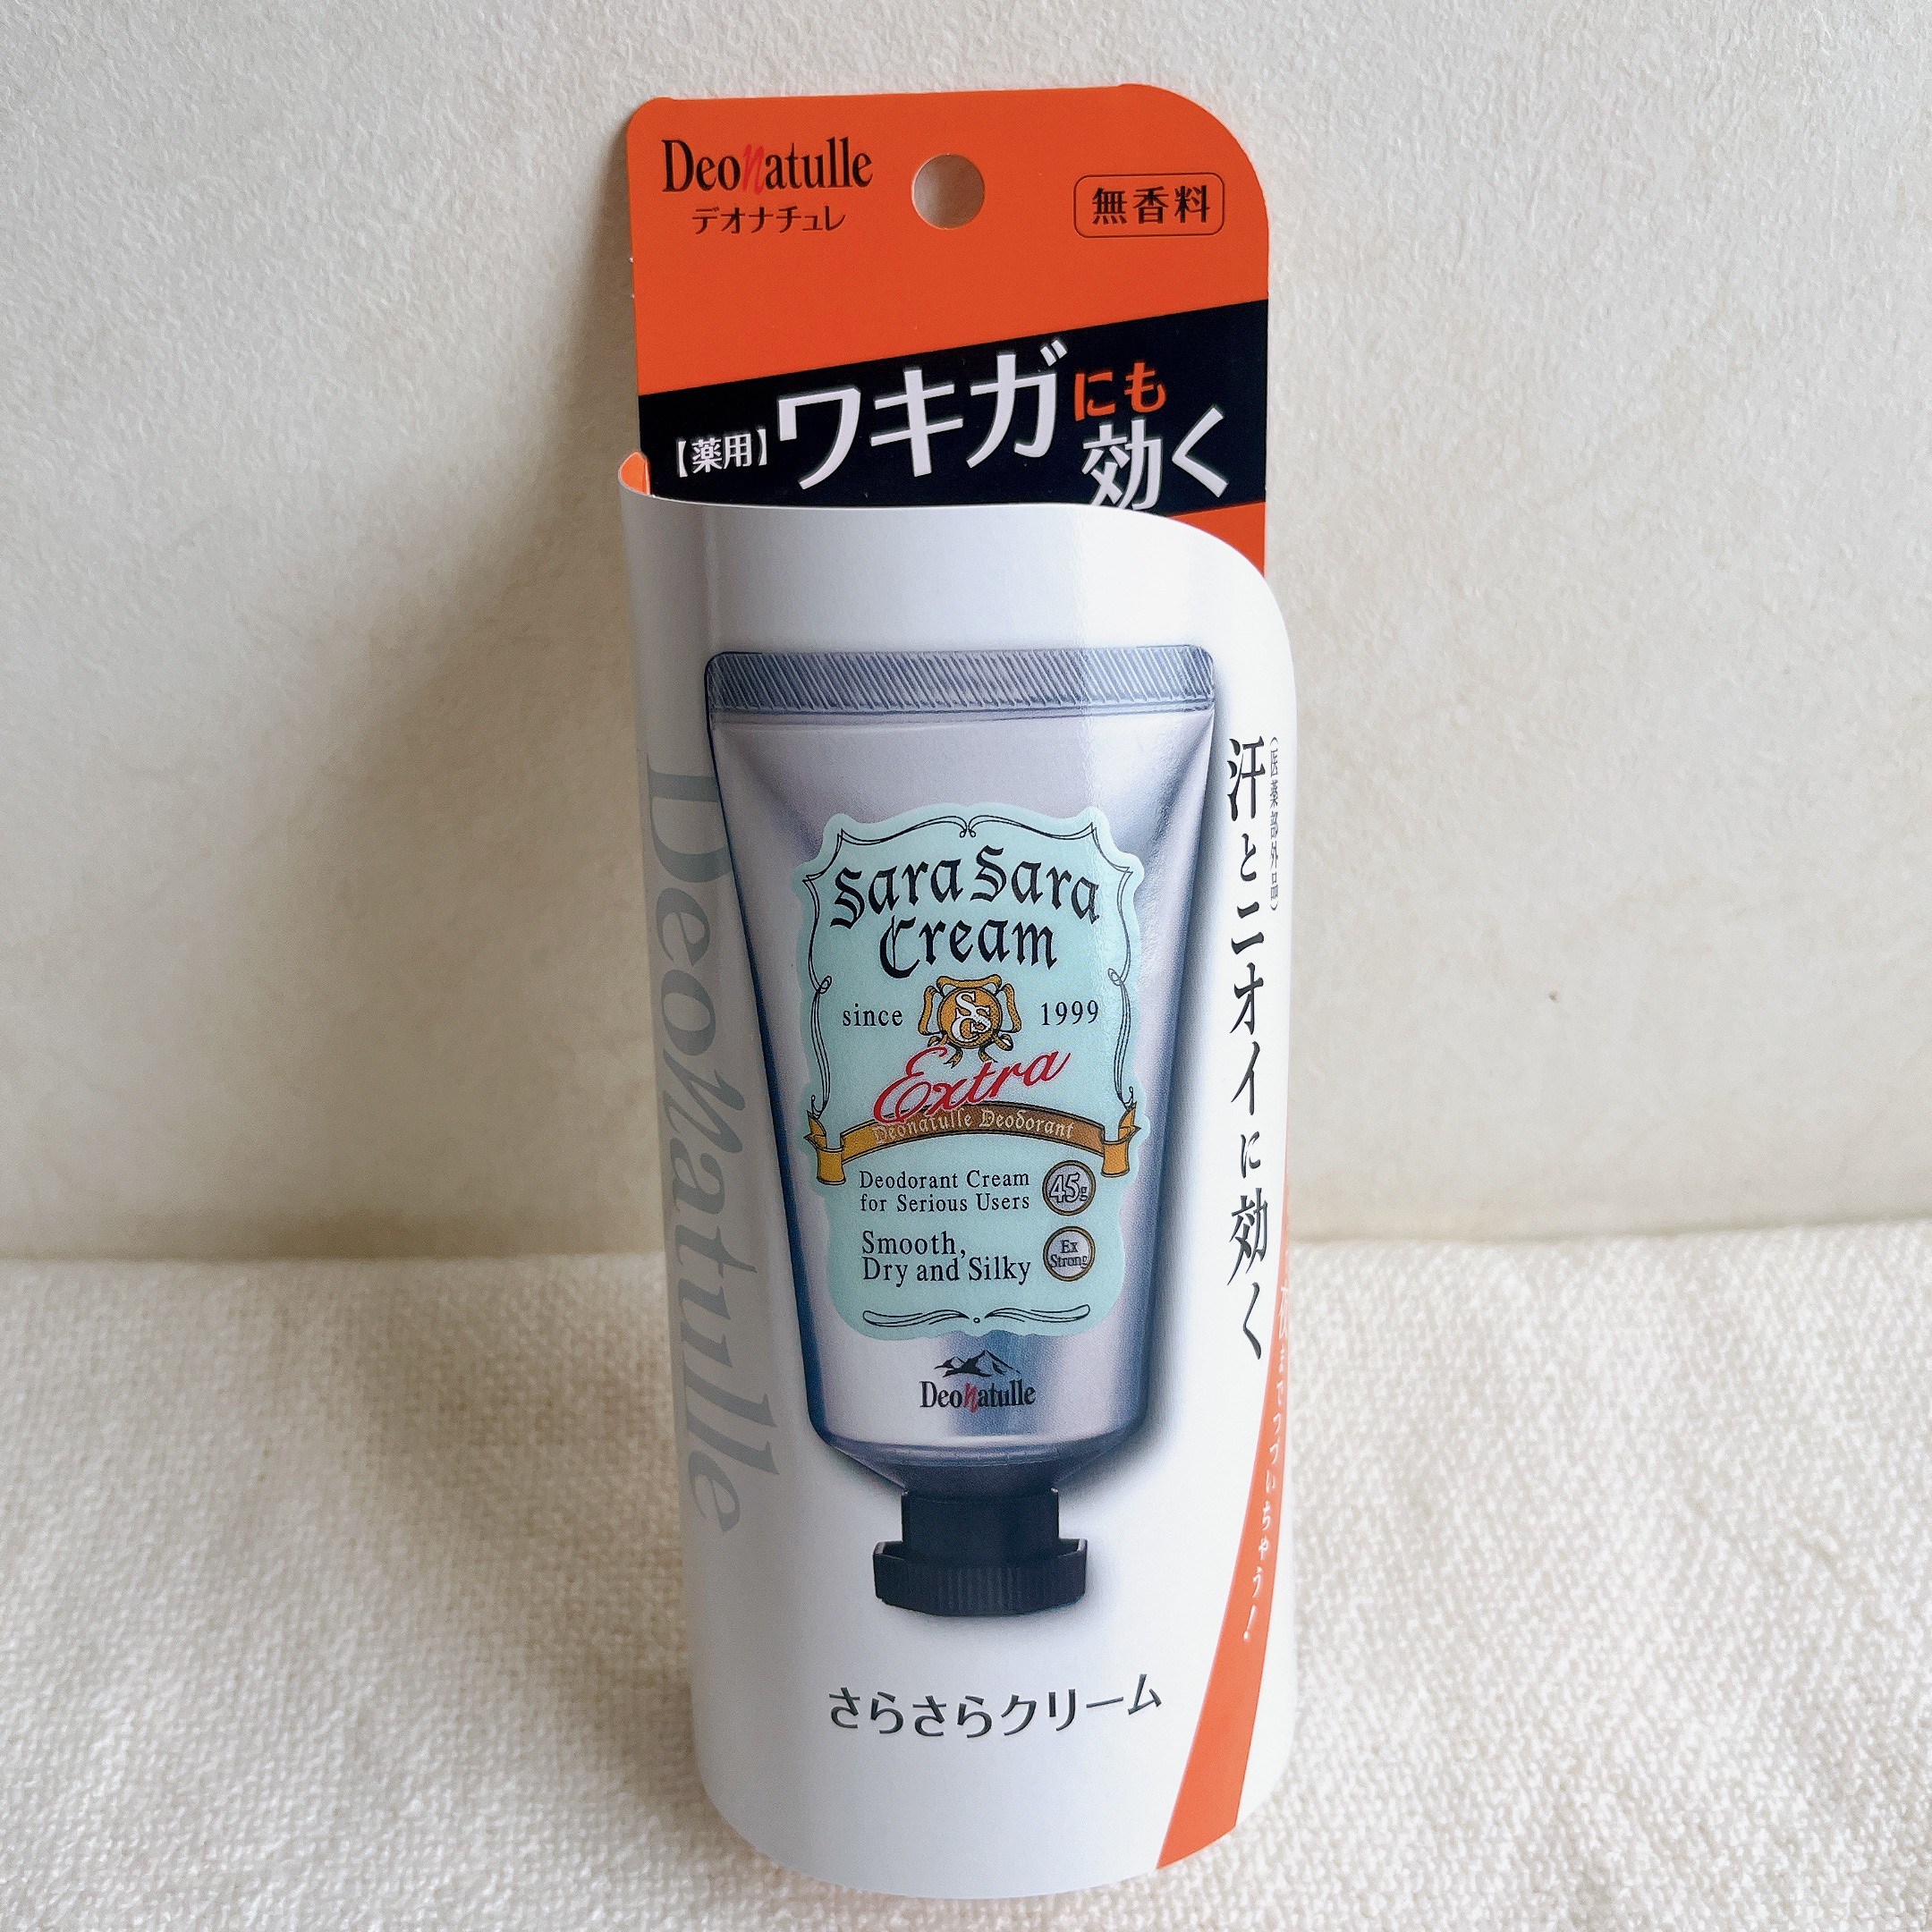 Deonatulle
デオナチュレ
無香料
【薬用】ワキガにも
効く
Sara Sara
Cream
since 1999
SSC
Extra
Deonatulle Deodorant
Deodorant Cream
for Serious Users
45g
Smooth,
Dry and Silky
Ex
Strong
Deonatulle
さらさらクリーム
(医薬部外品)
汗とニオイに効く
Deonatulle